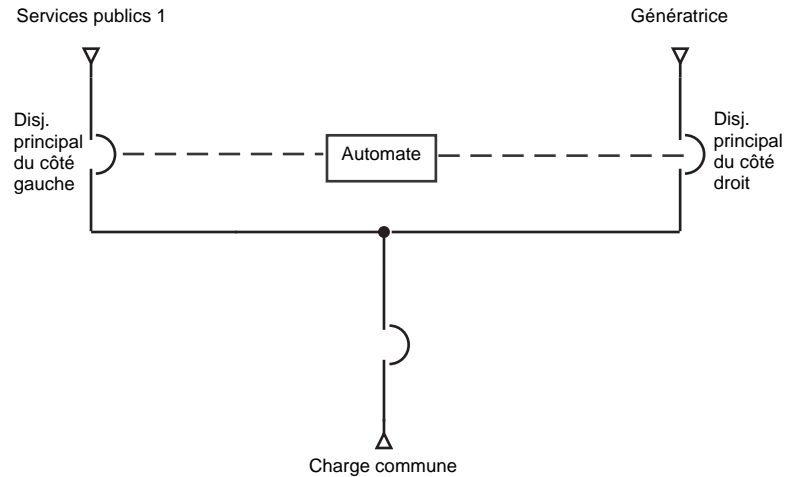 Services publics 1
Génératrice
Disj.
principal
du côté
gauche
Automate
Disj.
principal
du côté
droit
Charge commune